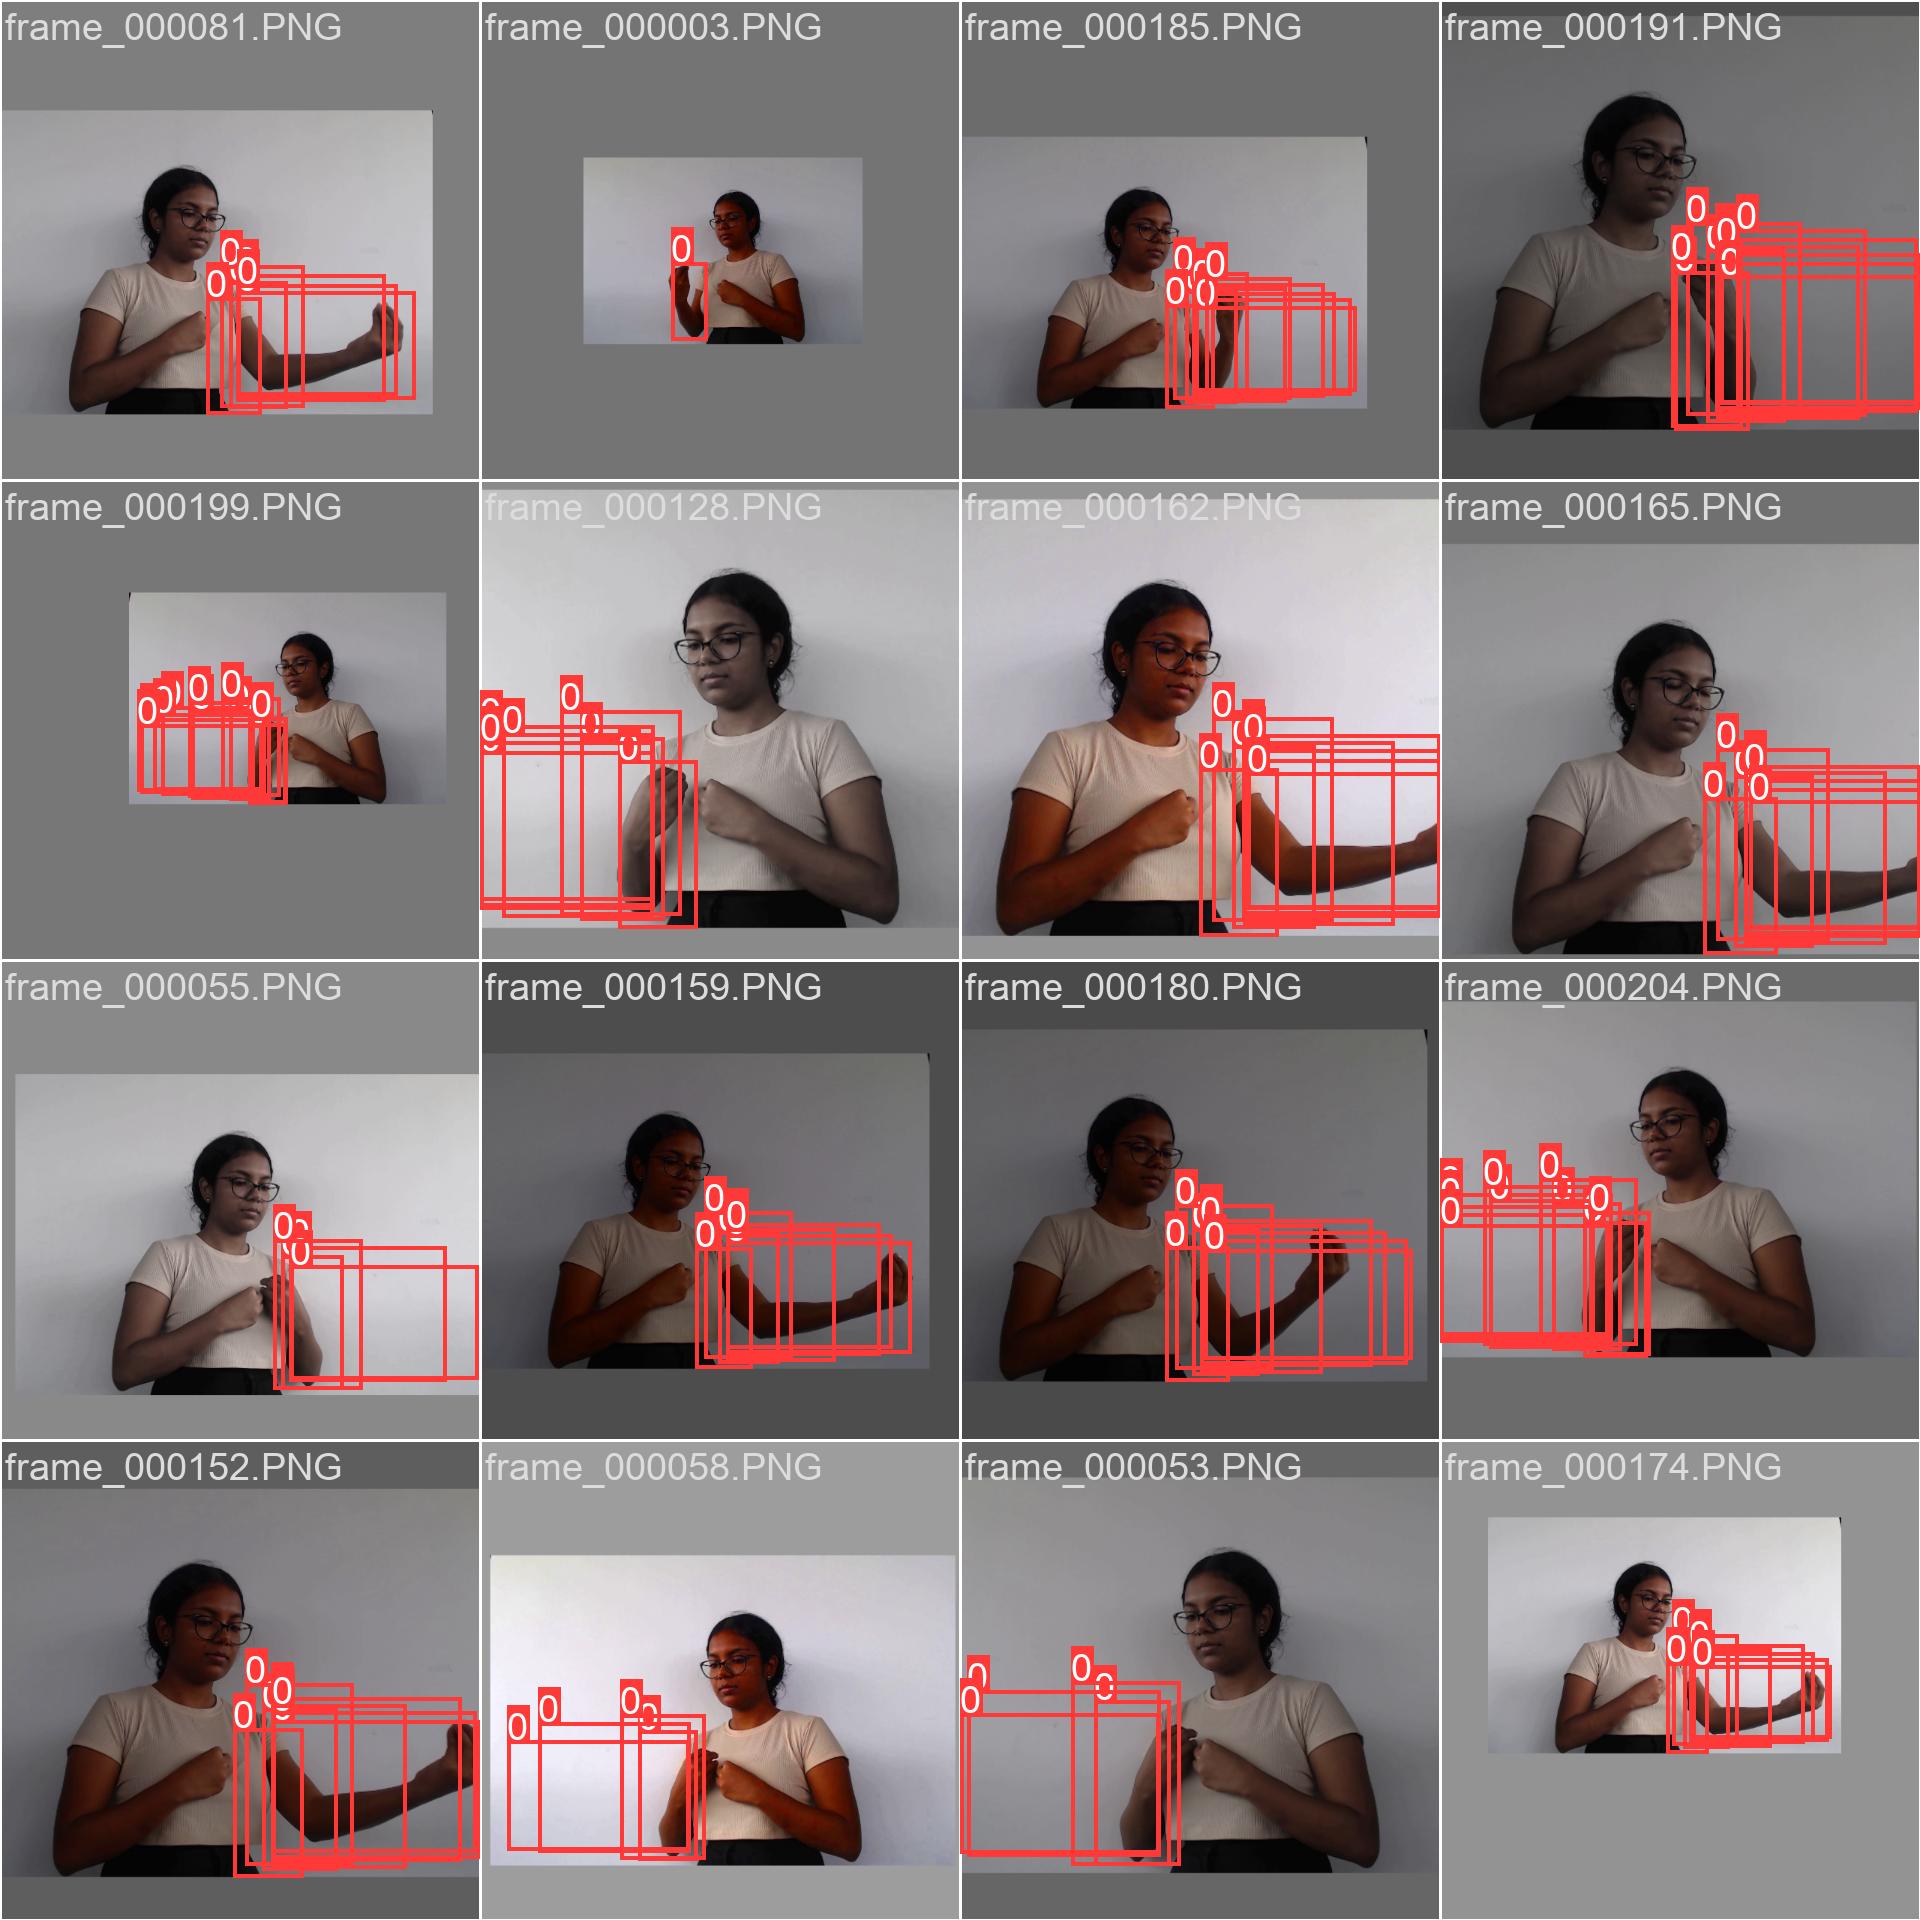 frame_000081.PNG
frame_000003.PNG
frame_000185.PNG
frame_000191.PNG
0 0 0
0
0 0 0 0
0 0 0 0 0
frame_000199.PNG
frame_000128.PNG
frame_000162.PNG
frame_000165.PNG
0 0 0 0 0
0 0 0 0 0
0 0 0 0
0 0 0 0
frame_000055.PNG
frame_000159.PNG
frame_000180.PNG
frame_000204.PNG
0 0
0 0 0
0 0 0 0
0 0 0 0
frame_000152.PNG
frame_000058.PNG
frame_000053.PNG
frame_000174.PNG
0 0 0
0 0 0 0
0 0 0 0
0 0 0